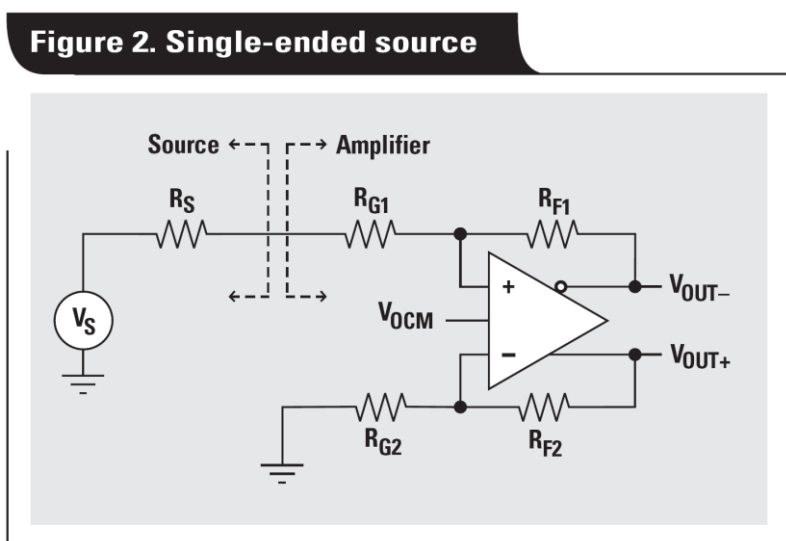 Figure 2. Single-ended source
Source Amplifier
RS RG1 RF1
+ VOUT–
VS VOCM
– VOUT+
RG2 RF2